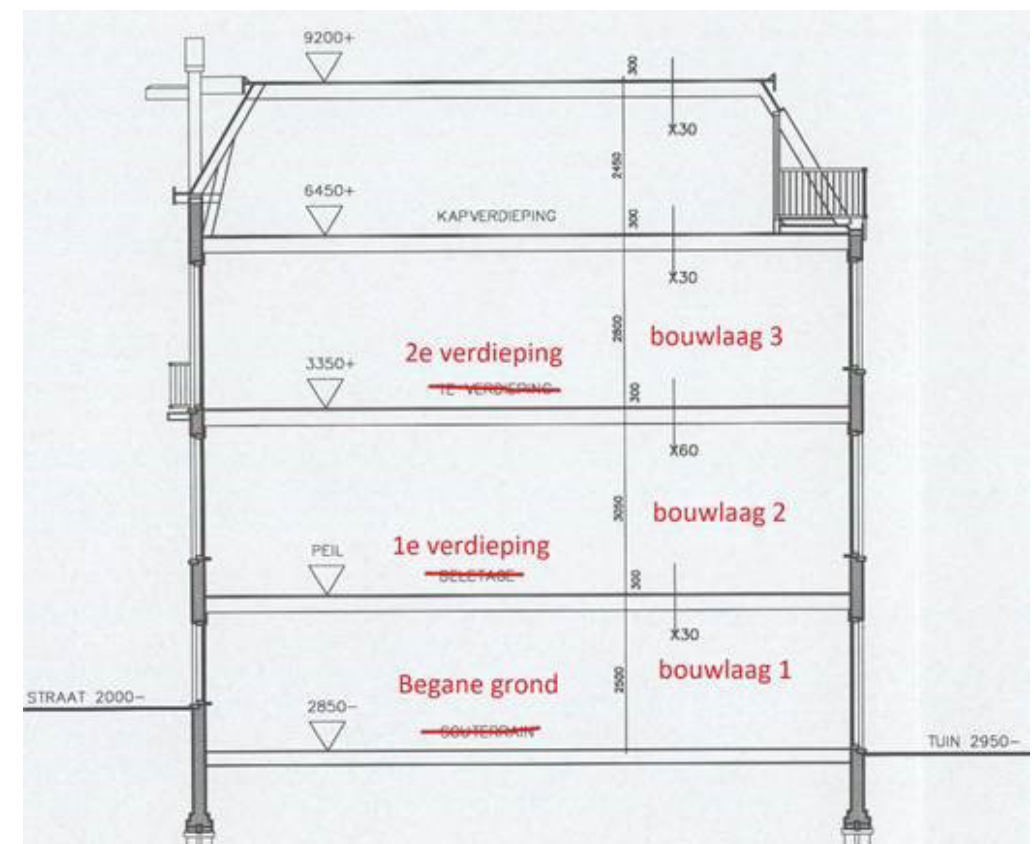 9200+
300
X30
2450
6450+
KAPVERDIEPING
300
X30
2800
bouwlaag 3
2e verdieping
3350+
1E VERDIEPING
300
X60
3050
bouwlaag 2
1e verdieping
PEIL
BELETAGE
300
X30
bouwlaag 1
2500
Begane grond
STRAAT 2000-
2850-
SOUTERRAIN
TUIN 2950-